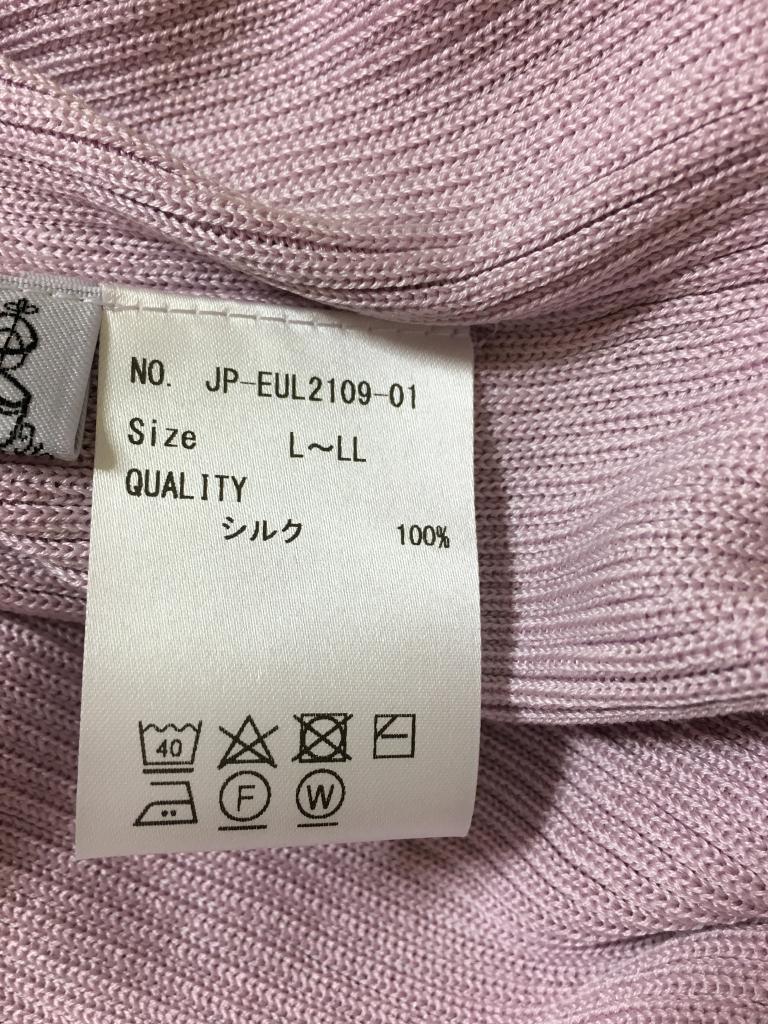 NO. JP-EUL2109-01
Size L～LL
QUALITY
シルク 100%
40
F W